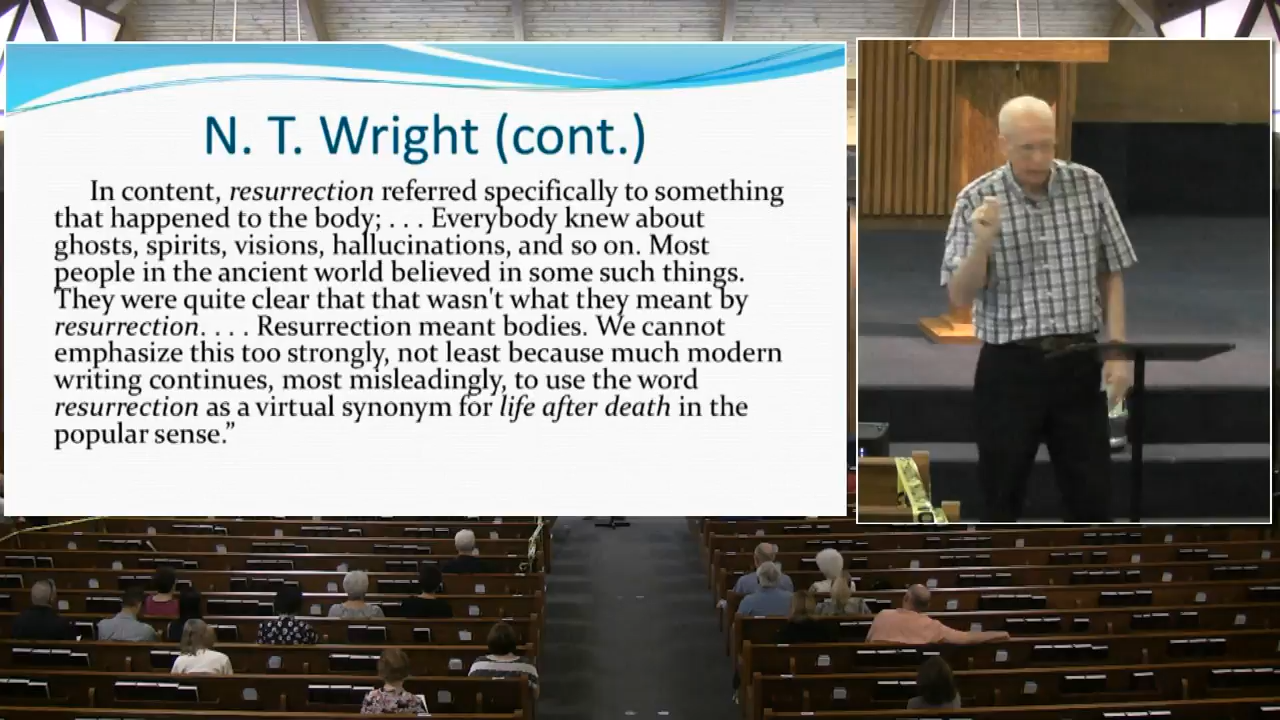 N. T. Wright (cont.)
In content, resurrection referred specifically to something
that happened to the body; . . . Everybody knew about
ghosts, spirits, visions, hallucinations, and so on. Most
people in the ancient world believed in some such things.
They were quite clear that that wasn't what they meant by
resurrection. . . . Resurrection meant bodies. We cannot
emphasize this too strongly, not least because much modern
writing continues, most misleadingly, to use the word
resurrection as a virtual synonym for life after death in the
popular sense.”